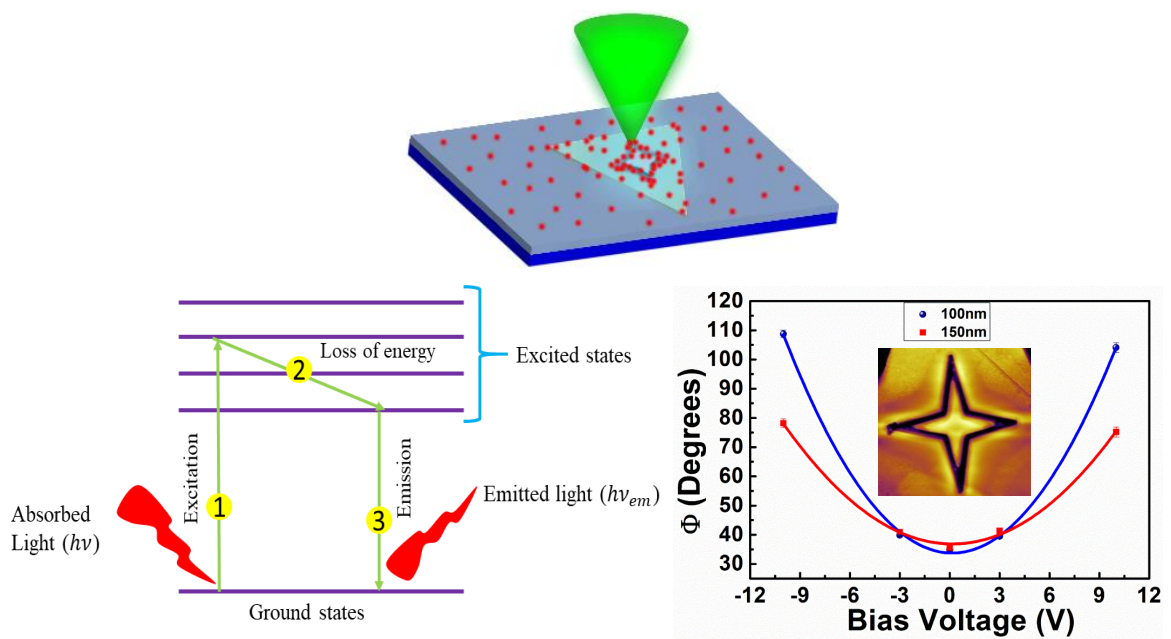 Loss of energy
Excited states
Excitation
Emission
1
2
3
Absorbed
Light (hν)
Emitted light (hν_em)
Ground states
120
110
100
90
80
70
60
50
40
30
Φ (Degrees)
100nm
150nm
-12 -9 -6 -3 0 3 6 9 12
Bias Voltage (V)